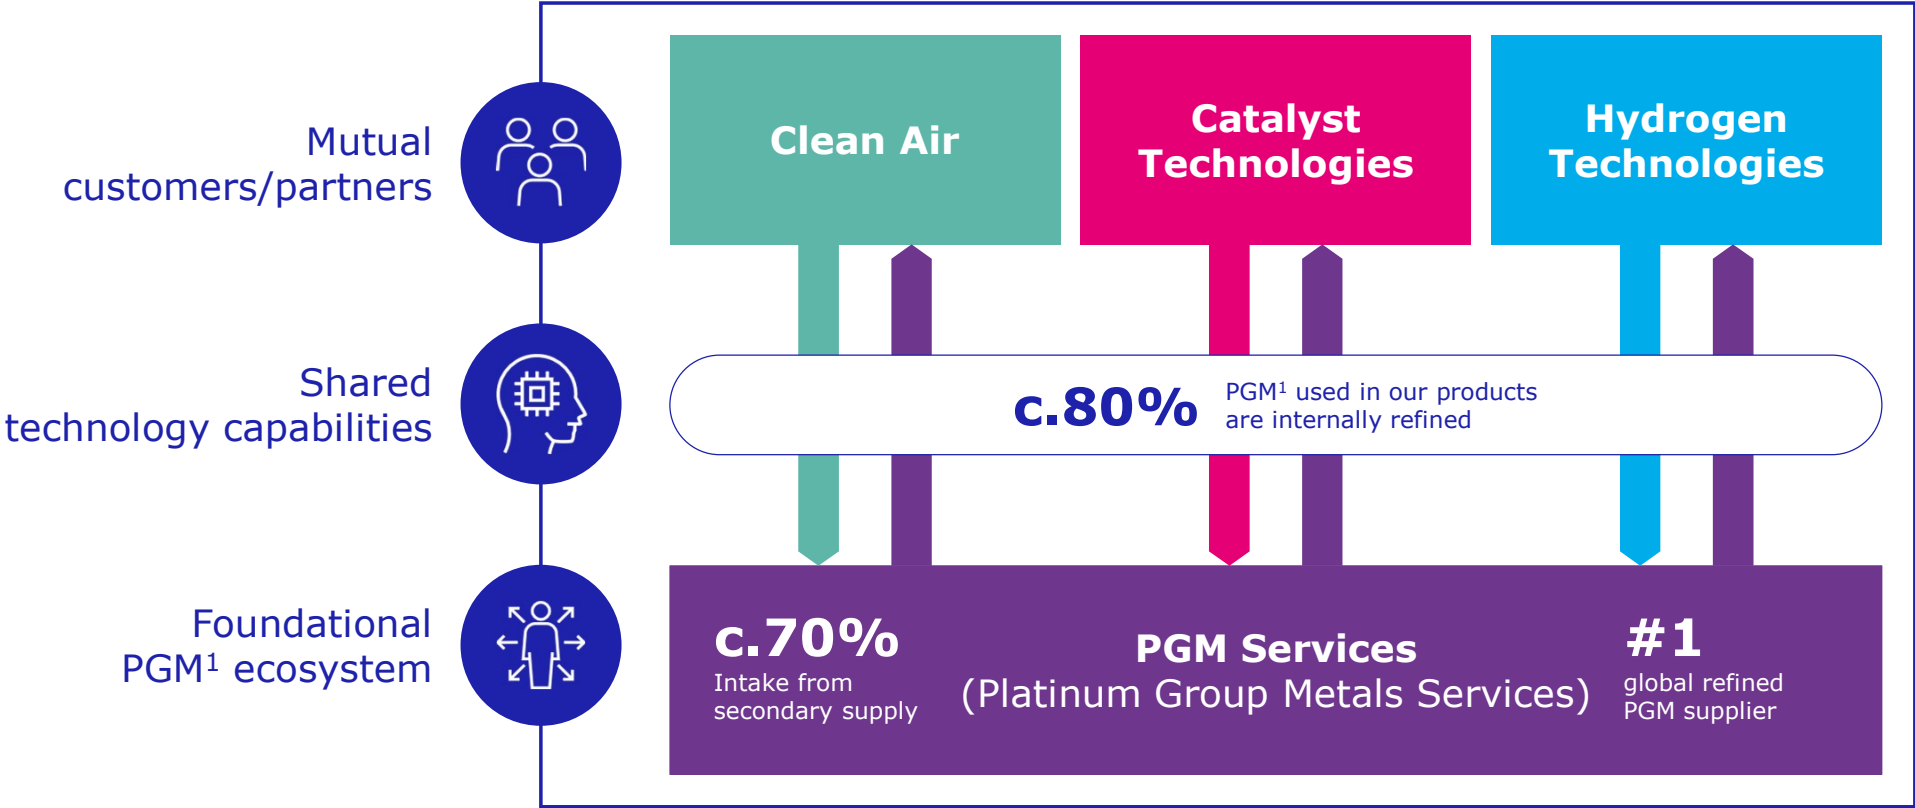 Mutual
customers/partners
Clean Air
Catalyst
Technologies
Hydrogen
Technologies
Shared
technology capabilities
c.80%
PGM¹ used in our products
are internally refined
Foundational
PGM¹ ecosystem
c.70%
Intake from
secondary supply
PGM Services
(Platinum Group Metals Services)
#1
global refined
PGM supplier